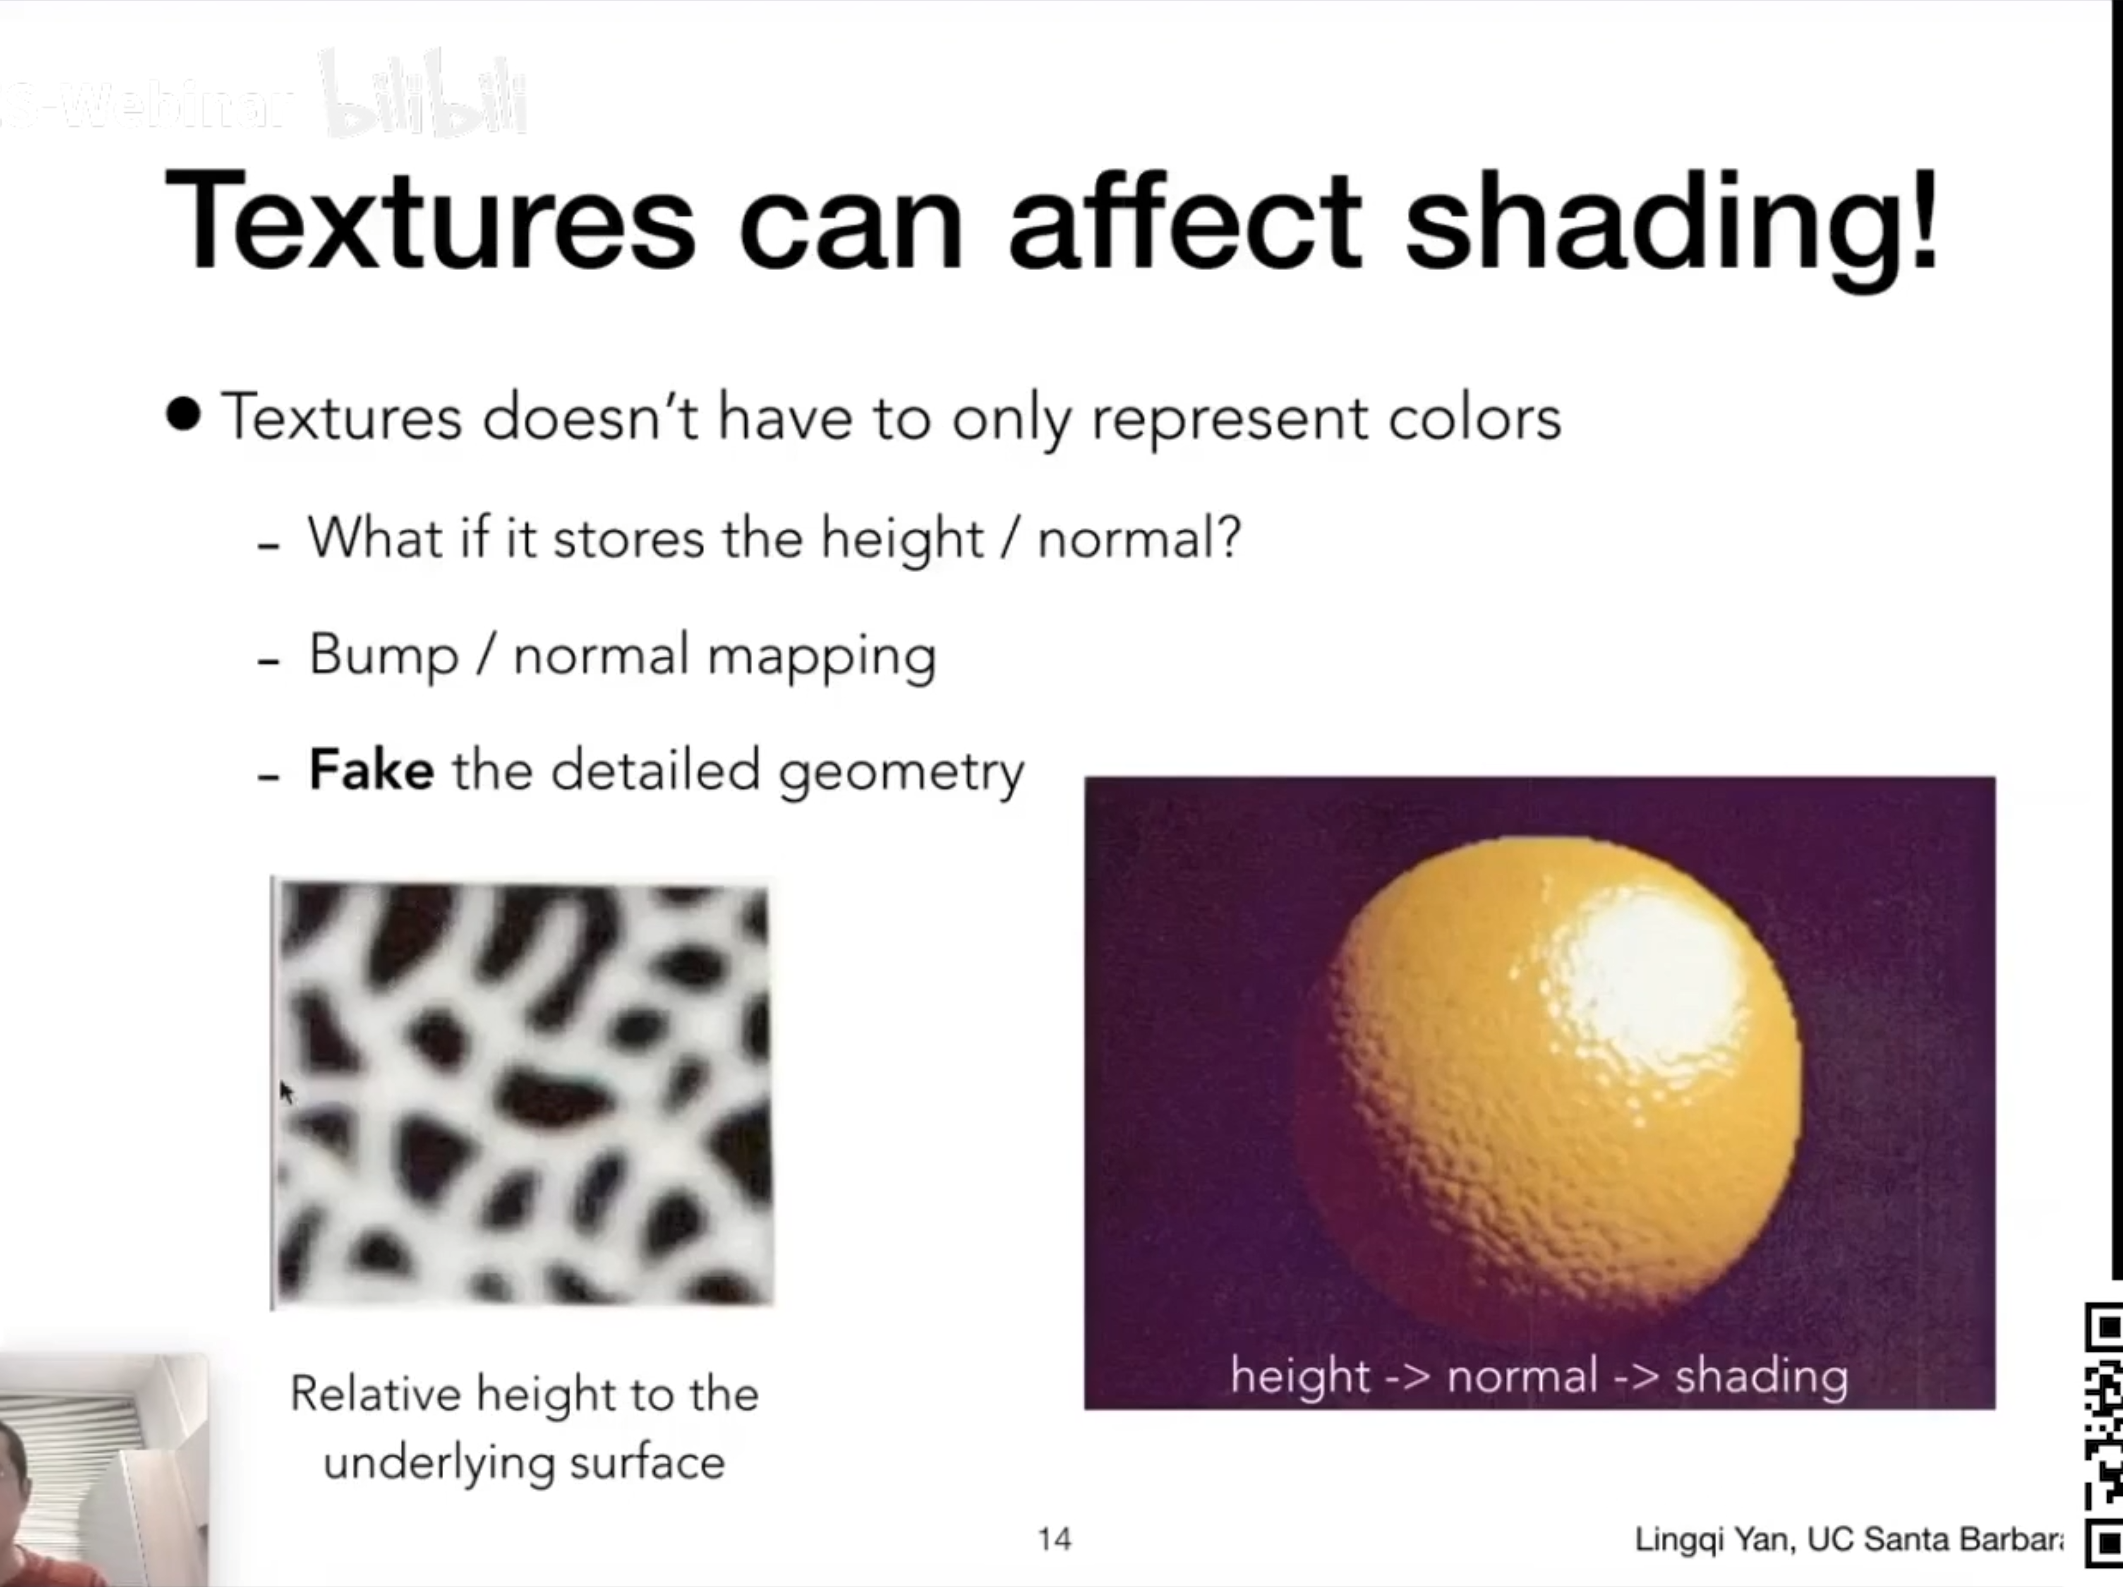 S-Webinar bilibili
Textures can affect shading!
● Textures doesn't have to only represent colors
- What if it stores the height / normal?
- Bump / normal mapping
- Fake the detailed geometry
height -> normal -> shading
Relative height to the
underlying surface
14
Lingqi Yan, UC Santa Barbara